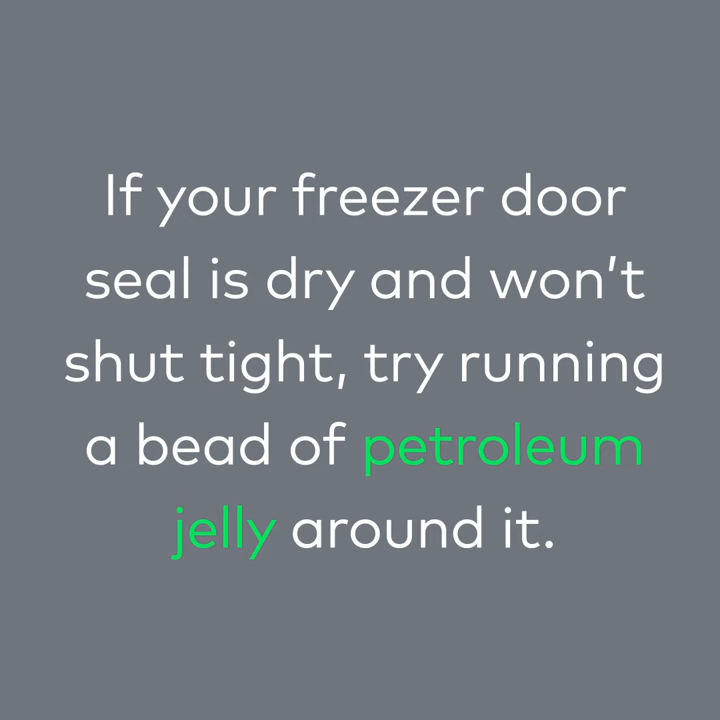 If your freezer door
seal is dry and won’t
shut tight, try running
a bead of petroleum
jelly around it.